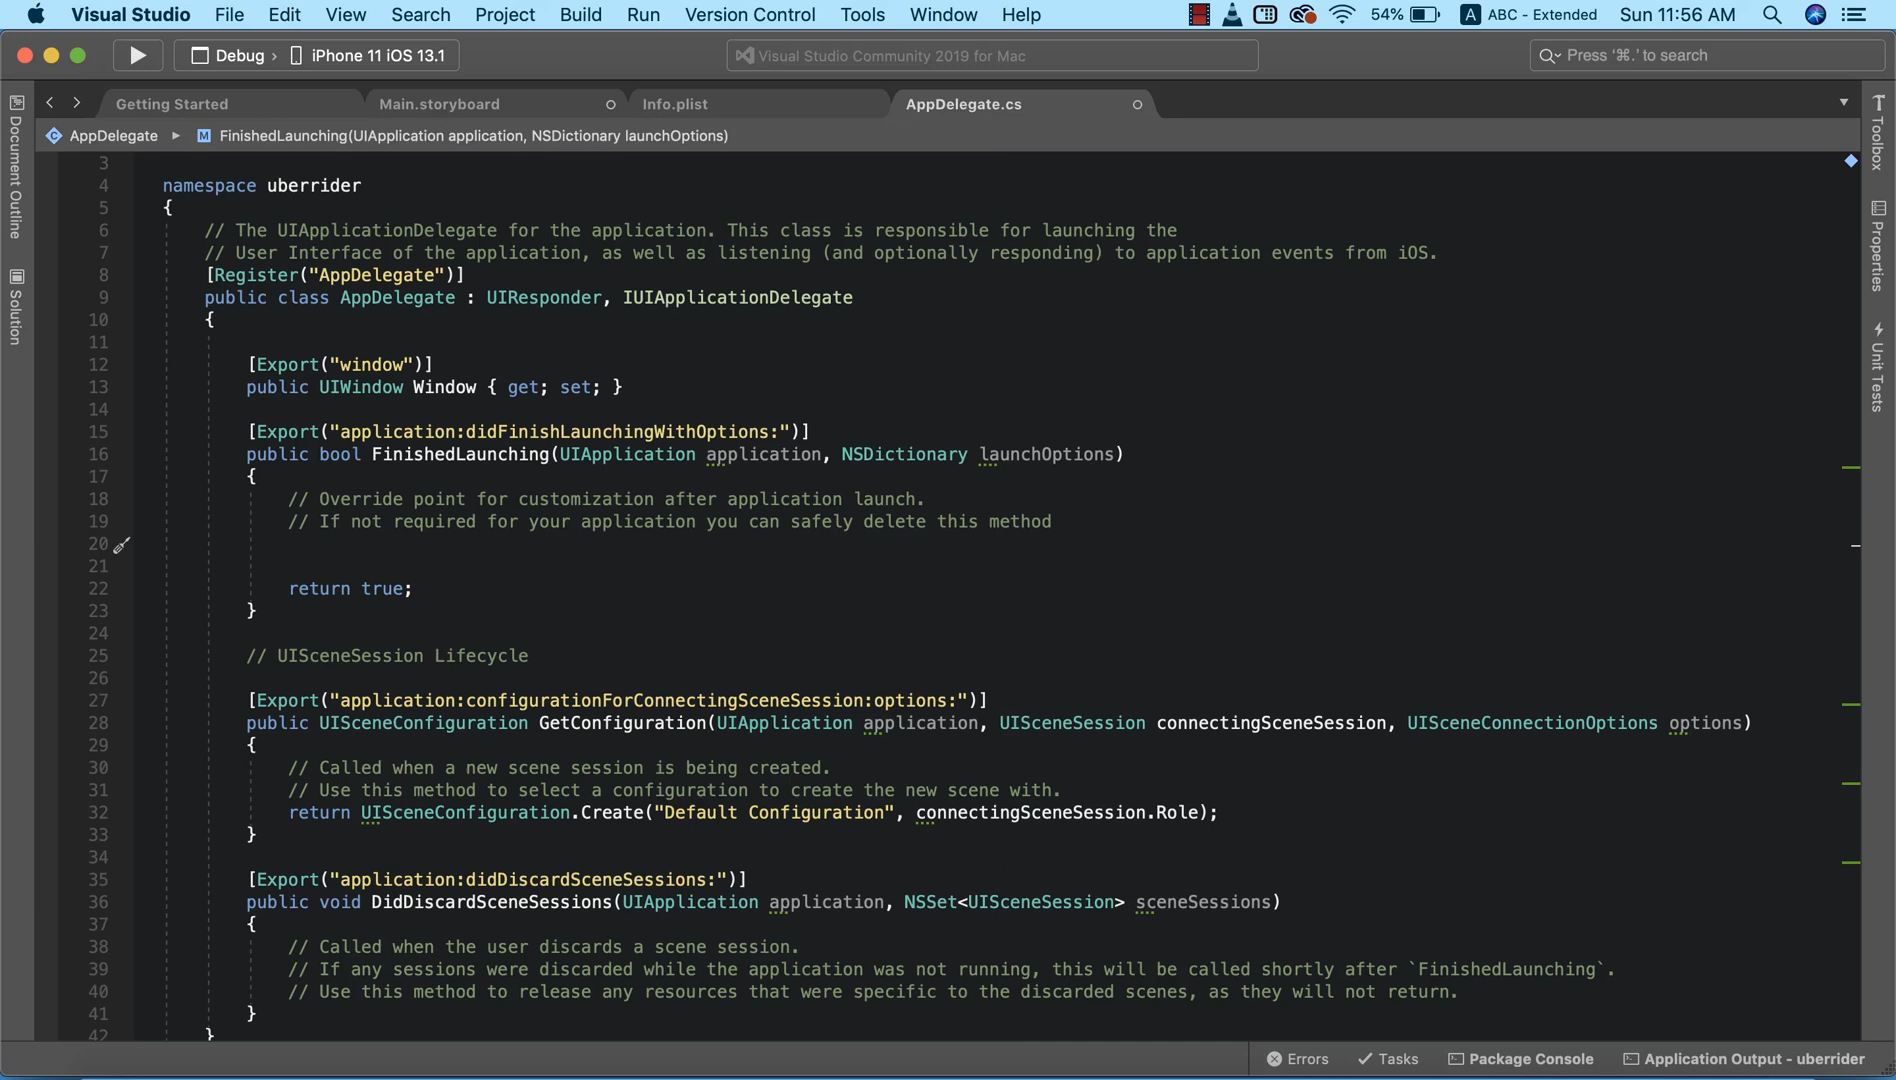 Visual Studio File Edit View Search Project Build Run Version Control Tools Window Help 54% A ABC - Extended Sun 11:56 AM
Debug › iPhone 11 iOS 13.1 Visual Studio Community 2019 for Mac Press '⌘.' to search
Getting Started Main.storyboard Info.plist AppDelegate.cs
C AppDelegate M FinishedLaunching(UIApplication application, NSDictionary launchOptions)
Document Outline
Solution
Toolbox
Properties
Unit Tests
3
4 namespace uberrider
5 {
6 // The UIApplicationDelegate for the application. This class is responsible for launching the
7 // User Interface of the application, as well as listening (and optionally responding) to application events from iOS.
8 [Register("AppDelegate")]
9 public class AppDelegate : UIResponder, IUIApplicationDelegate
10 {
11
12 [Export("window")]
13 public UIWindow Window { get; set; }
14
15 [Export("application:didFinishLaunchingWithOptions:")]
16 public bool FinishedLaunching(UIApplication application, NSDictionary launchOptions)
17 {
18 // Override point for customization after application launch.
19 // If not required for your application you can safely delete this method
20
21
22 return true;
23 }
24
25 // UISceneSession Lifecycle
26
27 [Export("application:configurationForConnectingSceneSession:options:")]
28 public UISceneConfiguration GetConfiguration(UIApplication application, UISceneSession connectingSceneSession, UISceneConnectionOptions options)
29 {
30 // Called when a new scene session is being created.
31 // Use this method to select a configuration to create the new scene with.
32 return UISceneConfiguration.Create("Default Configuration", connectingSceneSession.Role);
33 }
34
35 [Export("application:didDiscardSceneSessions:")]
36 public void DidDiscardSceneSessions(UIApplication application, NSSet<UISceneSession> sceneSessions)
37 {
38 // Called when the user discards a scene session.
39 // If any sessions were discarded while the application was not running, this will be called shortly after `FinishedLaunching`.
40 // Use this method to release any resources that were specific to the discarded scenes, as they will not return.
41 }
42 }
Errors Tasks Package Console Application Output - uberrider